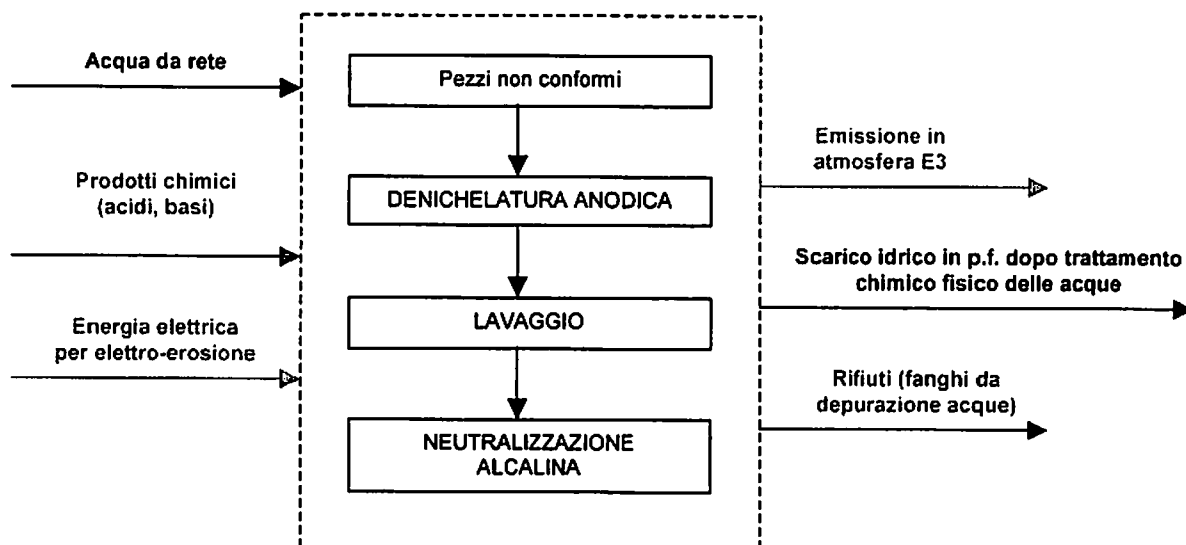 Acqua da rete
Prodotti chimici
(acidi, basi)
Energia elettrica
per elettro-erosione
Pezzi non conformi
DENICHELATURA ANODICA
LAVAGGIO
NEUTRALIZZAZIONE
ALCALINA
Emissione in
atmosfera E3
Scarico idrico in p.f. dopo trattamento
chimico fisico delle acque
Rifiuti (fanghi da
depurazione acque)